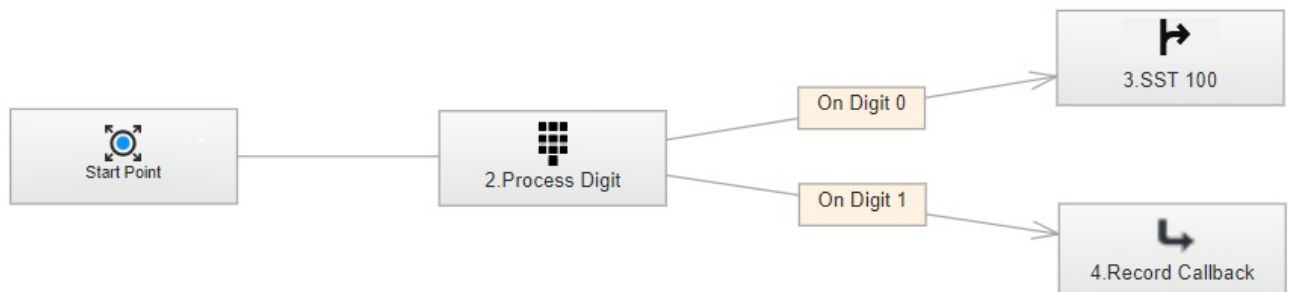 Start Point
2.Process Digit
On Digit 0
3.SST 100
On Digit 1
4.Record Callback